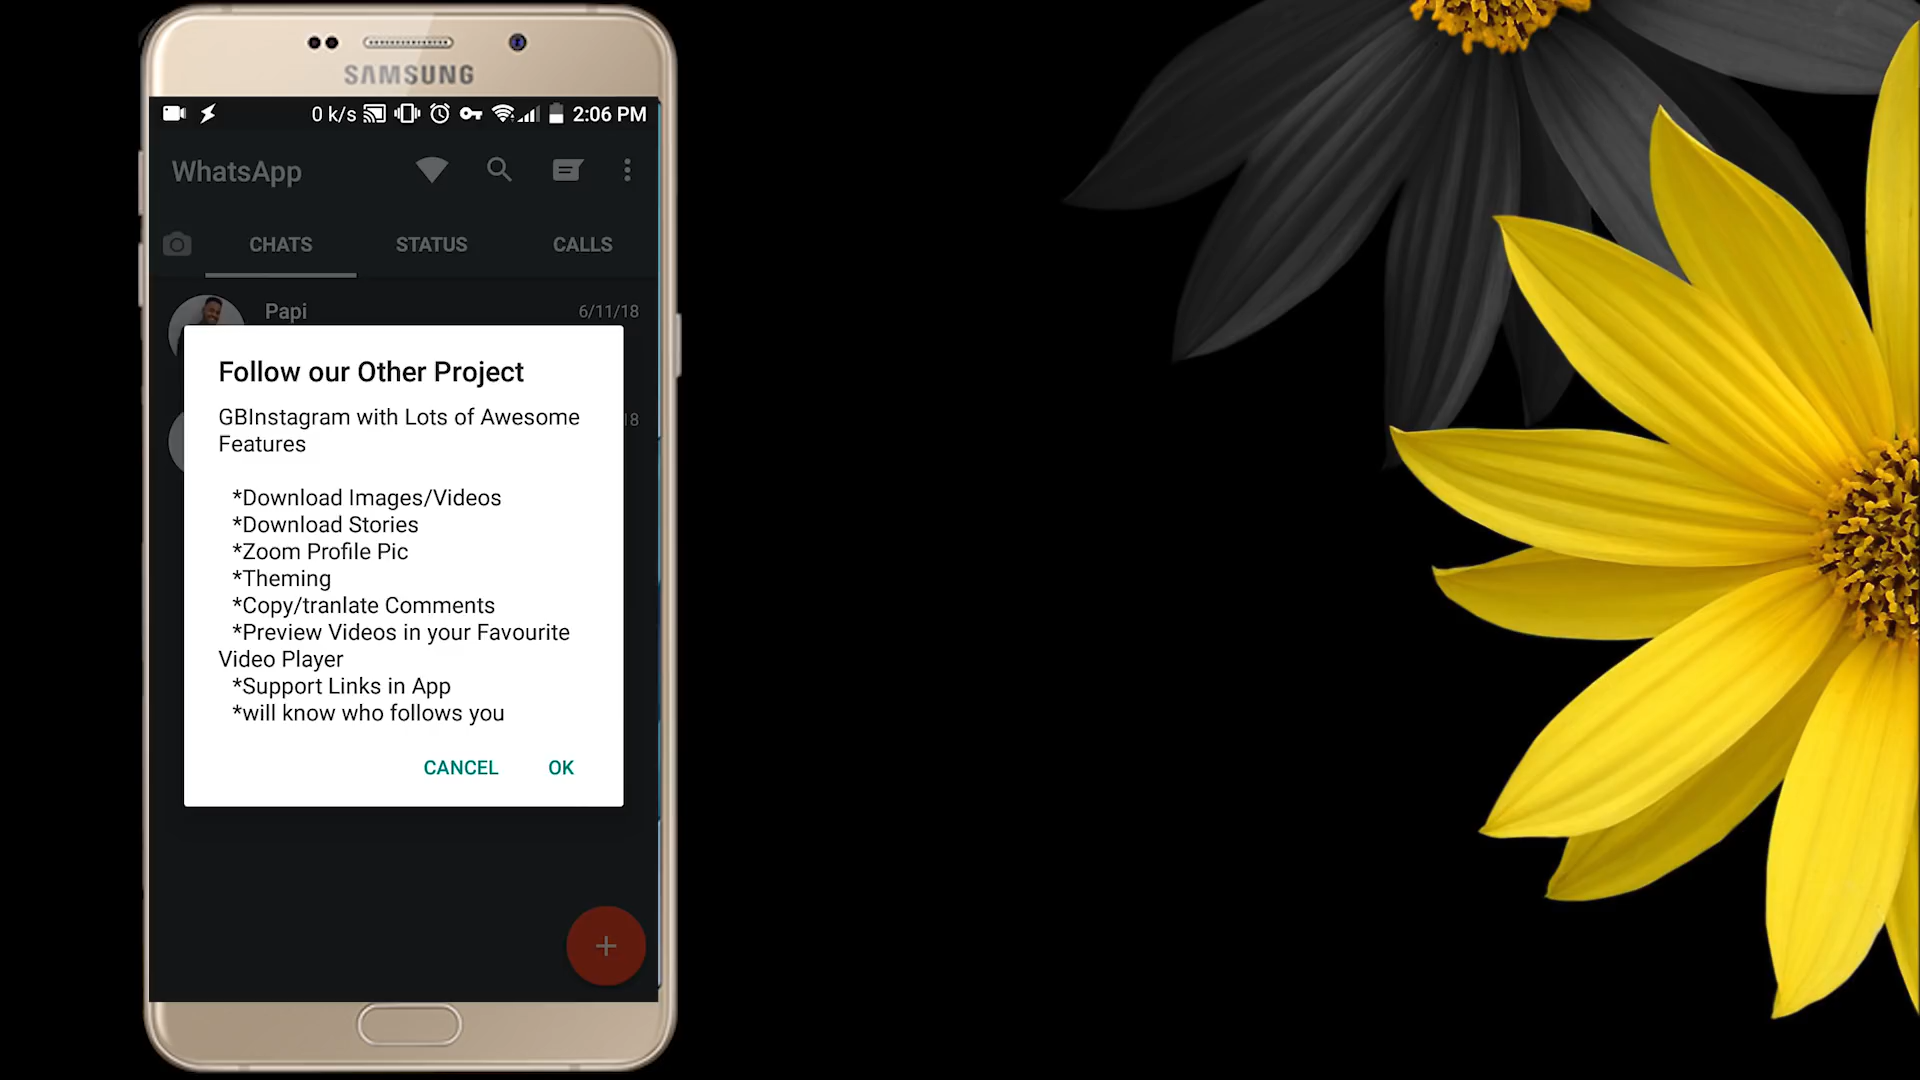 SAMSUNG
0 k/s 2:06 PM
WhatsApp
CHATS STATUS CALLS
Papi 6/11/18
Follow our Other Project
GBInstagram with Lots of Awesome
Features
18
*Download Images/Videos
*Download Stories
*Zoom Profile Pic
*Theming
*Copy/tranlate Comments
*Preview Videos in your Favourite
Video Player
*Support Links in App
*will know who follows you
CANCEL OK